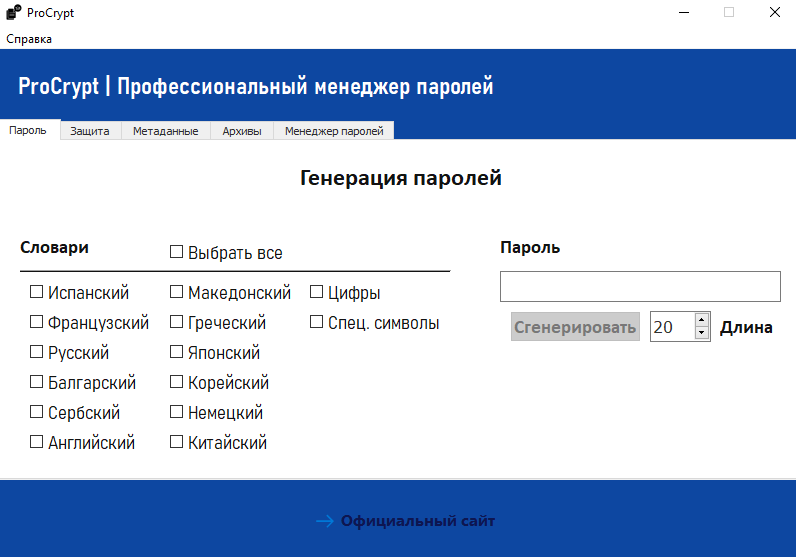 ProCrypt
Справка
ProCrypt | Профессиональный менеджер паролей
Пароль Защита Метаданные Архивы Менеджер паролей
Генерация паролей
Словари Выбрать все
Испанский Македонский Цифры
Французский Греческий Спец. символы
Русский Японский
Балгарский Корейский
Сербский Немецкий
Английский Китайский
Пароль
Сгенерировать 20 Длина
Официальный сайт